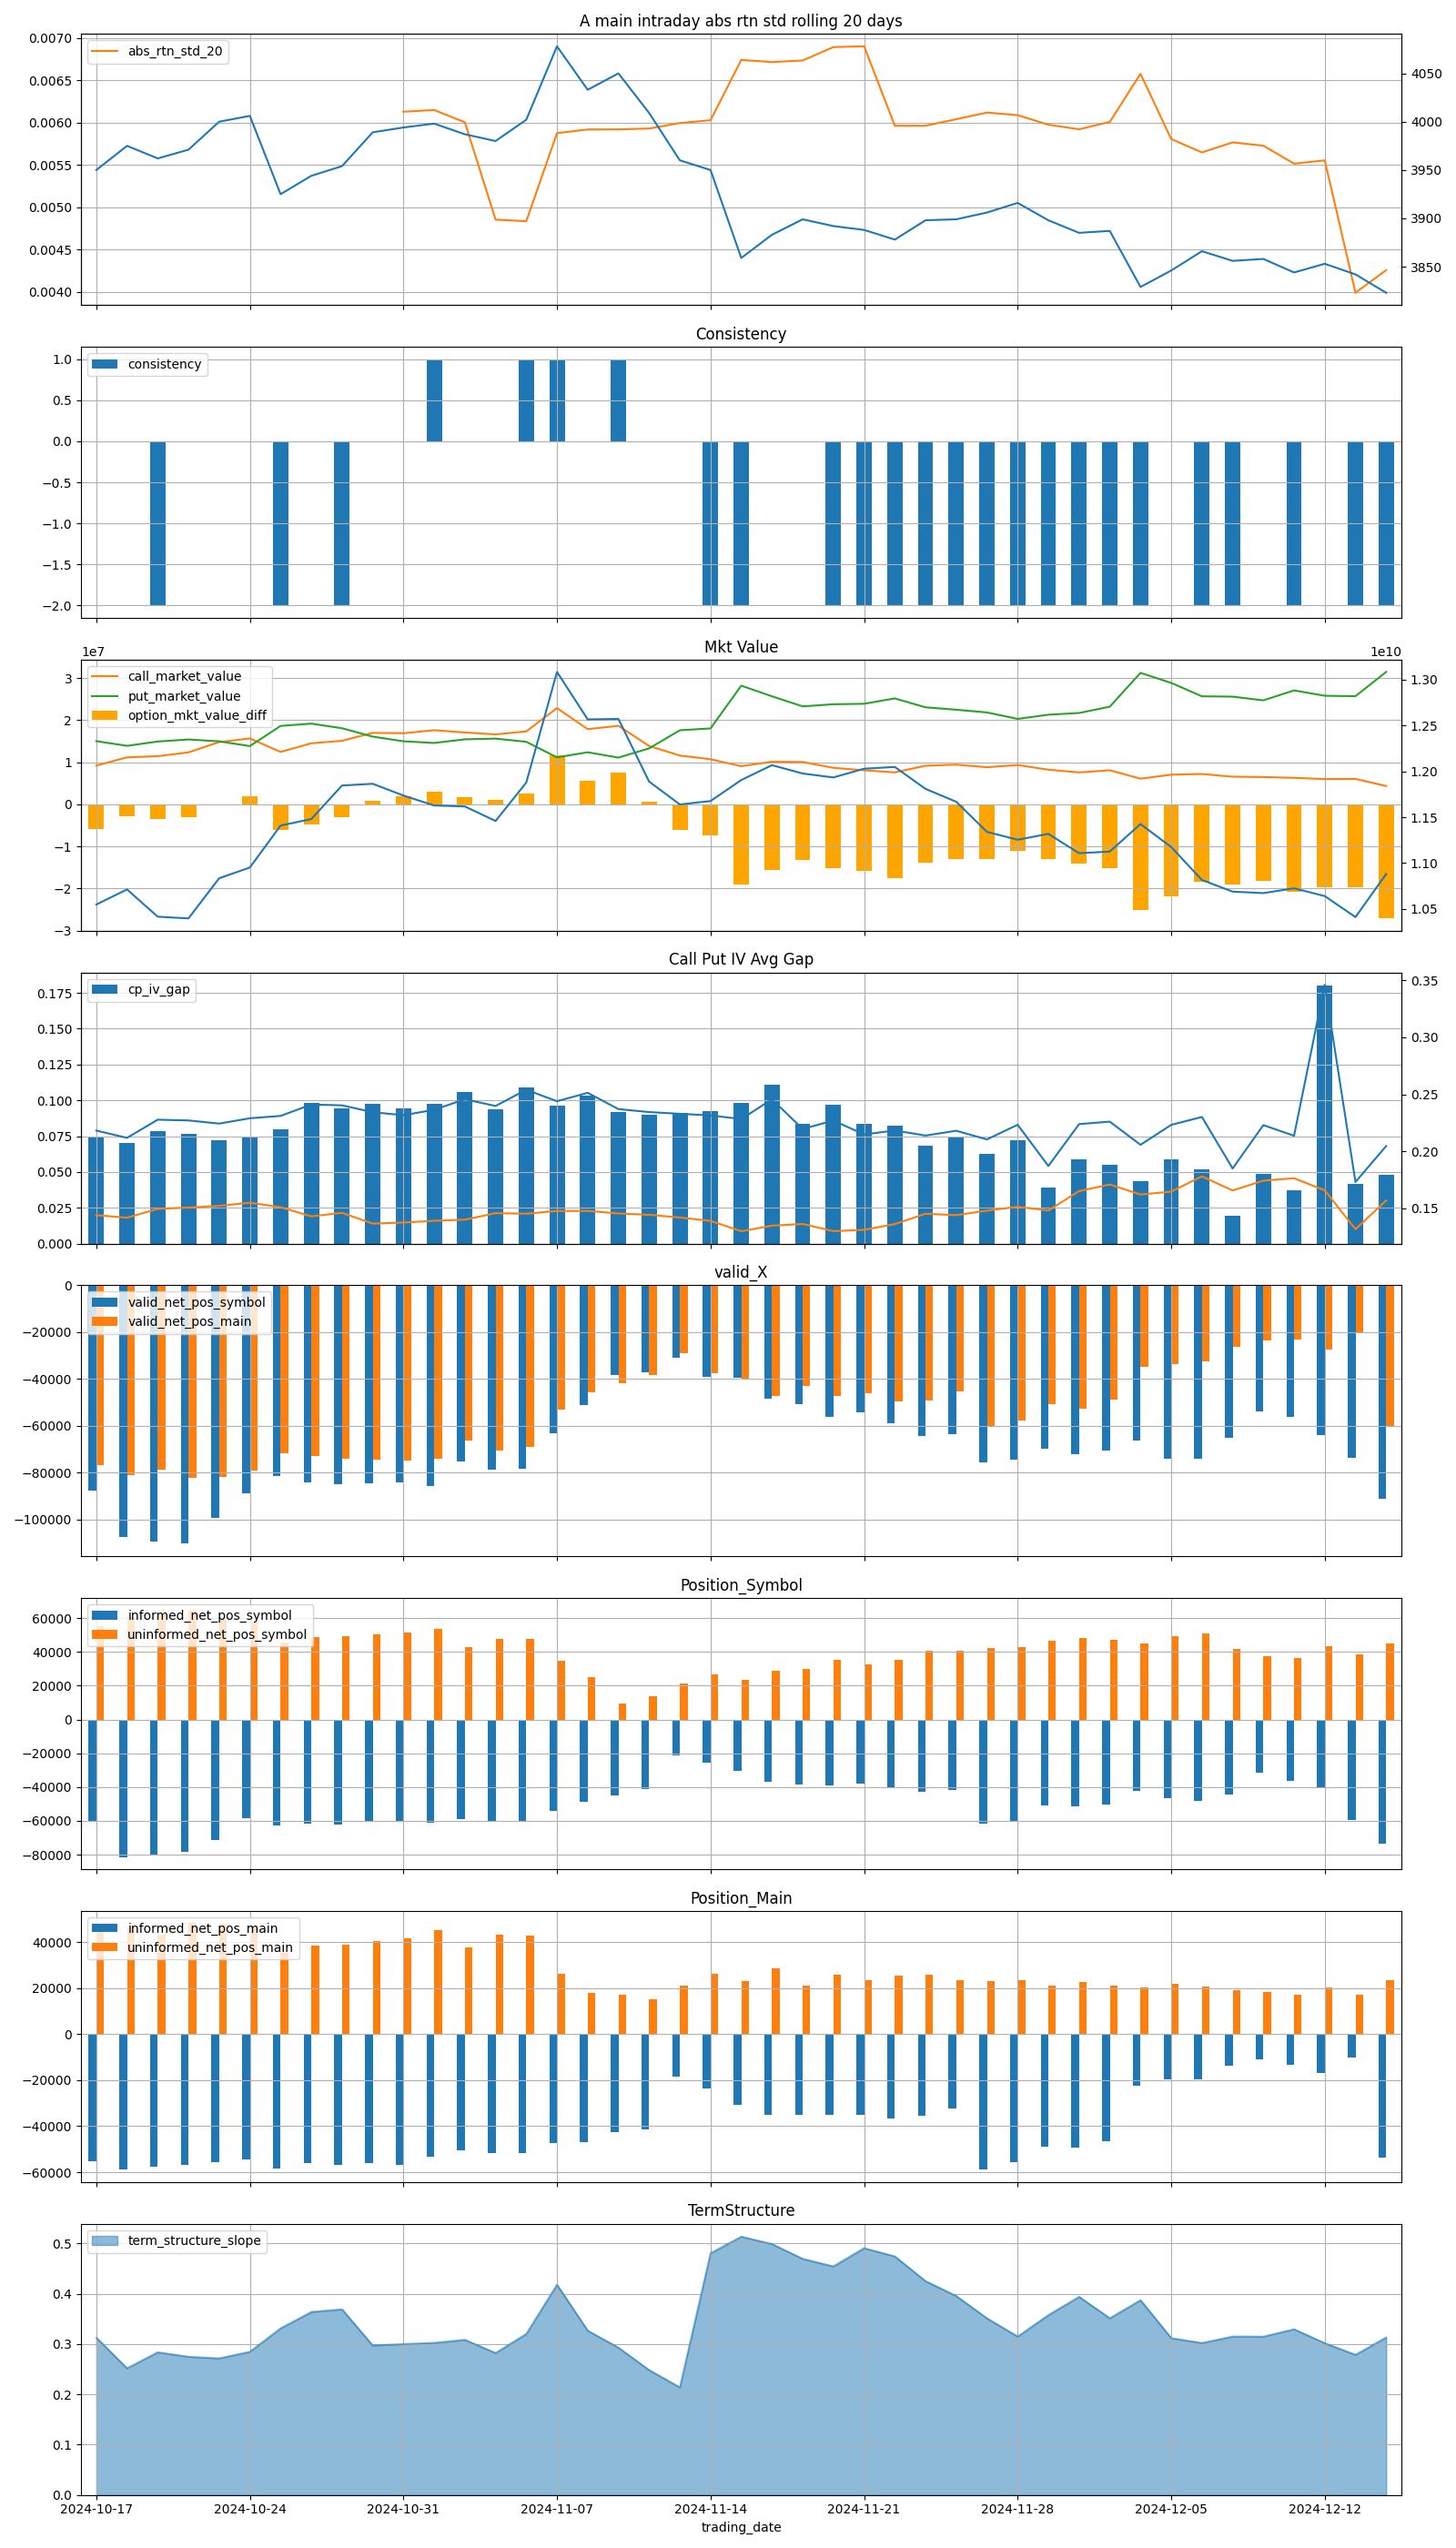 A main intraday abs rtn std rolling 20 days
abs_rtn_std_20
0.0070
0.0065
0.0060
0.0055
0.0050
0.0045
0.0040
4050
4000
3950
3900
3850
Consistency
consistency
1.0
0.5
0.0
−0.5
−1.0
−1.5
−2.0
Mkt Value
1e7
1e10
call_market_value
put_market_value
option_mkt_value_diff
3
2
1
0
−1
−2
−3
1.30
1.25
1.20
1.15
1.10
1.05
Call Put IV Avg Gap
cp_iv_gap
0.175
0.150
0.125
0.100
0.075
0.050
0.025
0.000
0.35
0.30
0.25
0.20
0.15
valid_X
valid_net_pos_symbol
valid_net_pos_main
0
−20000
−40000
−60000
−80000
−100000
Position_Symbol
informed_net_pos_symbol
uninformed_net_pos_symbol
60000
40000
20000
0
−20000
−40000
−60000
−80000
Position_Main
informed_net_pos_main
uninformed_net_pos_main
40000
20000
0
−20000
−40000
−60000
TermStructure
term_structure_slope
0.5
0.4
0.3
0.2
0.1
0.0
2024-10-17 2024-10-24 2024-10-31 2024-11-07 2024-11-14 2024-11-21 2024-11-28 2024-12-05 2024-12-12
trading_date